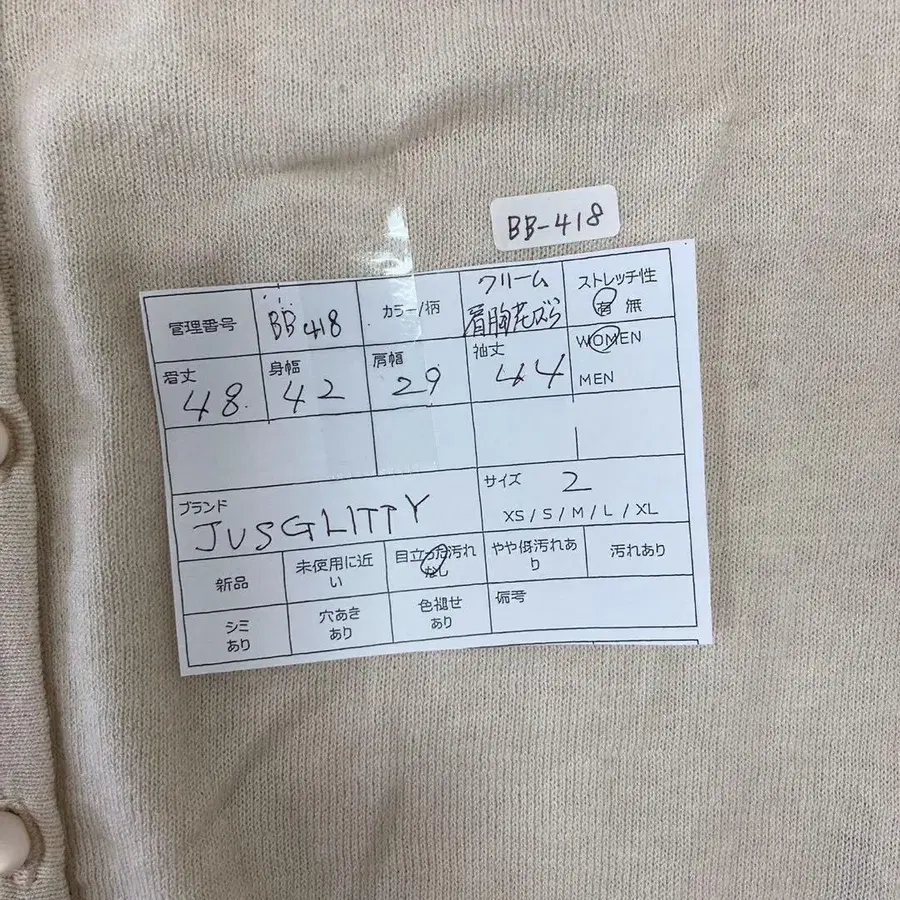 BB-418
管理番号 BB 418 カラー/柄 クリーム ストレッチ性
肩胸花びら 有 無
着丈 身幅 肩幅 袖丈 WOMEN
48 42 29 44 MEN
ブランド サイズ 2
JUSGLITTY XS / S / M / L / XL
新品 未使用に近 目立った汚れ やや傷汚れあ 汚れあり
い なし り
シミ 穴あき 色褪せ 備考
あり あり あり